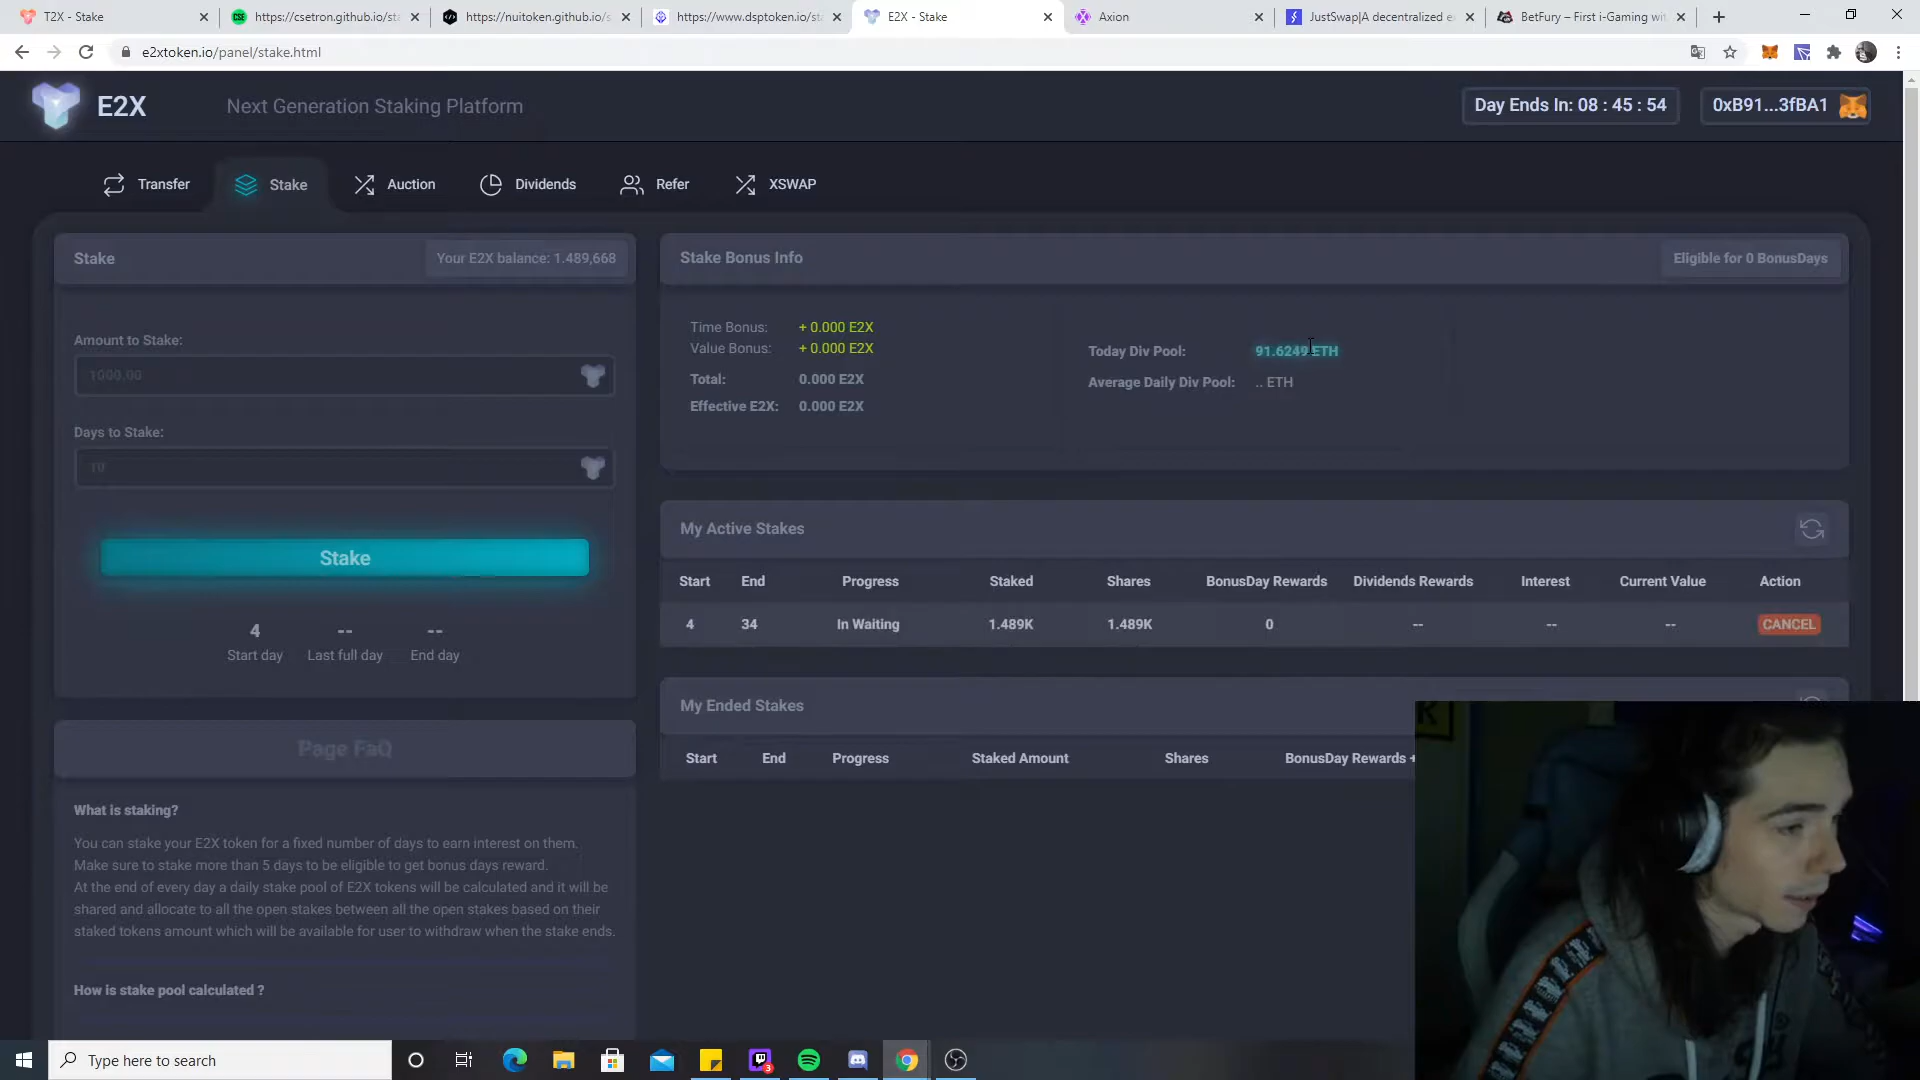 T2X - Stake
https://csetron.github.io/sta
https://nuitoken.github.io/s
https://www.dsptoken.io/sta
E2X - Stake
Axion
JustSwap|A decentralized e
BetFury – First i-Gaming wit
e2xtoken.io/panel/stake.html
E2X
Next Generation Staking Platform
Day Ends In: 08 : 45 : 54
0xB91...3fBA1
Transfer
Stake
Auction
Dividends
Refer
XSWAP
Stake
Your E2X balance: 1.489,668
Amount to Stake:
1000.00
Days to Stake:
10
Stake
4
--
--
Start day
Last full day
End day
Stake Bonus Info
Eligible for 0 BonusDays
Time Bonus: + 0.000 E2X
Value Bonus: + 0.000 E2X
Total: 0.000 E2X
Effective E2X: 0.000 E2X
Today Div Pool: 91.6249 ETH
Average Daily Div Pool: .. ETH
My Active Stakes
Start End Progress Staked Shares BonusDay Rewards Dividends Rewards Interest Current Value Action
4 34 In Waiting 1.489K 1.489K 0 -- -- -- CANCEL
My Ended Stakes
Start End Progress Staked Amount Shares BonusDay Rewards +
Page FaQ
What is staking?
You can stake your E2X token for a fixed number of days to earn interest on them.
Make sure to stake more than 5 days to be eligible to get bonus days reward.
At the end of every day a daily stake pool of E2X tokens will be calculated and it will be
shared and allocate to all the open stakes between all the open stakes based on their
staked tokens amount which will be available for user to withdraw when the stake ends.
How is stake pool calculated ?
Type here to search
3